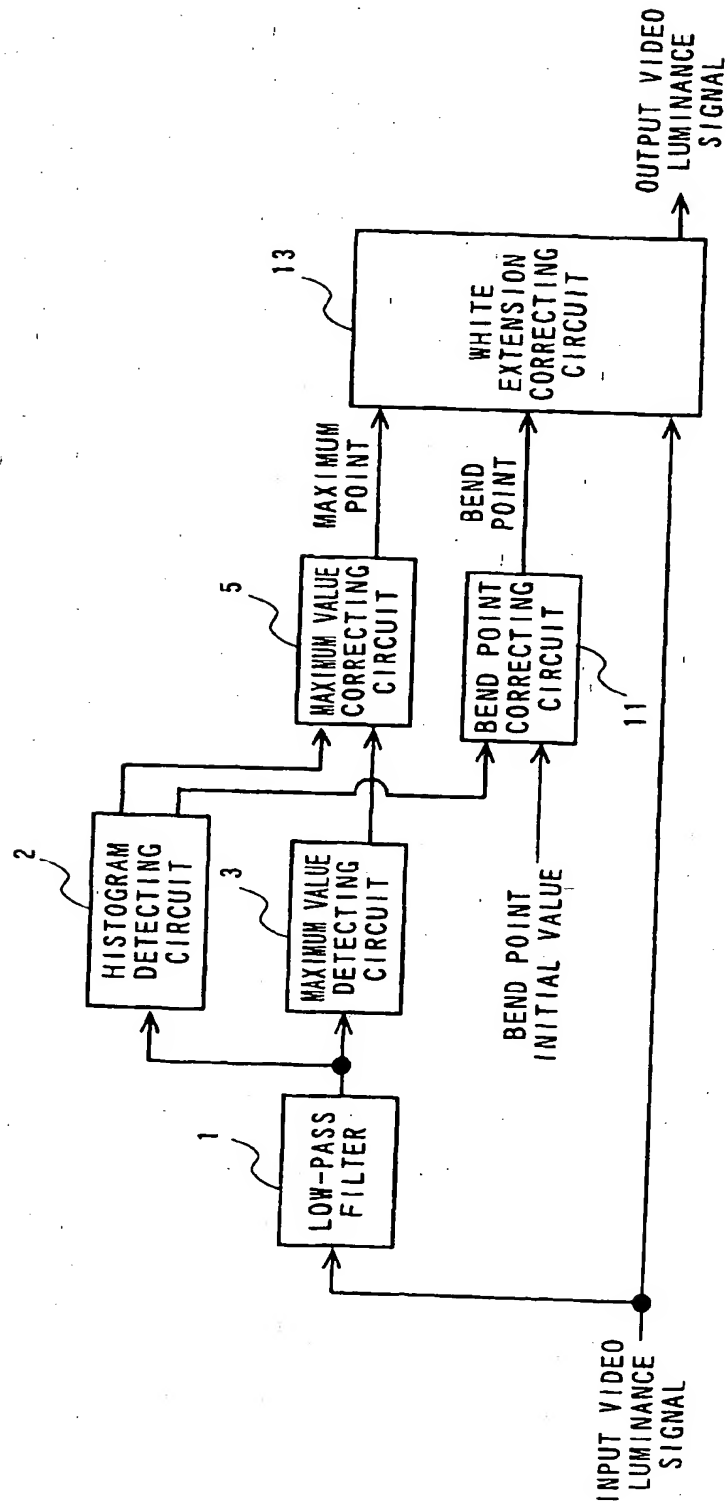 INPUT VIDEO
LUMINANCE
SIGNAL
1
LOW-PASS
FILTER
2
HISTOGRAM
DETECTING
CIRCUIT
3
MAXIMUM VALUE
DETECTING
CIRCUIT
BEND POINT
INITIAL VALUE
5
MAXIMUM VALUE
CORRECTING
CIRCUIT
BEND POINT
CORRECTING
CIRCUIT
11
MAXIMUM
POINT
BEND
POINT
13
WHITE
EXTENSION
CORRECTING
CIRCUIT
OUTPUT VIDEO
LUMINANCE
SIGNAL